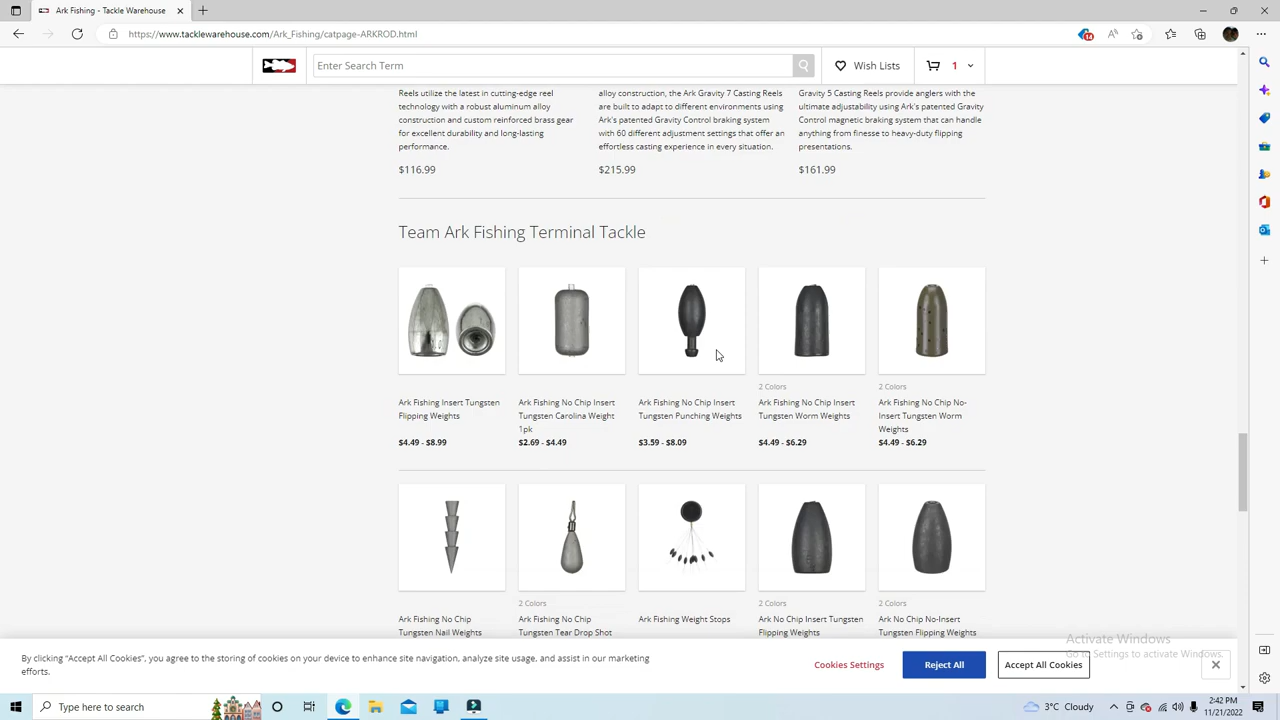 Ark Fishing - Tackle Warehouse
https://www.tacklewarehouse.com/Ark_Fishing/catpage-ARKROD.html
14
Enter Search Term
Wish Lists
1
Reels utilize the latest in cutting-edge reel
technology with a robust aluminum alloy
construction and custom reinforced brass gear
for excellent durability and long-lasting
performance.
$116.99
alloy construction, the Ark Gravity 7 Casting Reels
are built to adapt to different environments using
Ark's patented Gravity Control braking system
with 60 different adjustment settings that offer an
effortless casting experience in every situation.
$215.99
Gravity 5 Casting Reels provide anglers with the
ultimate adjustability using Ark's patented Gravity
Control magnetic braking system that can handle
anything from finesse to heavy-duty flipping
presentations.
$161.99
Team Ark Fishing Terminal Tackle
Ark Fishing Insert Tungsten
Flipping Weights
$4.49 - $8.99
Ark Fishing No Chip Insert
Tungsten Carolina Weight
1pk
$2.69 - $4.49
Ark Fishing No Chip Insert
Tungsten Punching Weights
$3.59 - $8.09
2 Colors
Ark Fishing No Chip Insert
Tungsten Worm Weights
$4.49 - $6.29
2 Colors
Ark Fishing No Chip No-
Insert Tungsten Worm
Weights
$4.49 - $6.29
Ark Fishing No Chip
Tungsten Nail Weights
2 Colors
Ark Fishing No Chip
Tungsten Tear Drop Shot
Ark Fishing Weight Stops
2 Colors
Ark No Chip Insert Tungsten
Flipping Weights
2 Colors
Ark No Chip No-Insert
Tungsten Flipping Weights
By clicking "Accept All Cookies", you agree to the storing of cookies on your device to enhance site navigation, analyze site usage, and assist in our marketing
efforts.
Cookies Settings
Reject All
Accept All Cookies
Activate Windows
Go to Settings to activate Windows.
Type here to search
3°C Cloudy
2:42 PM
11/21/2022